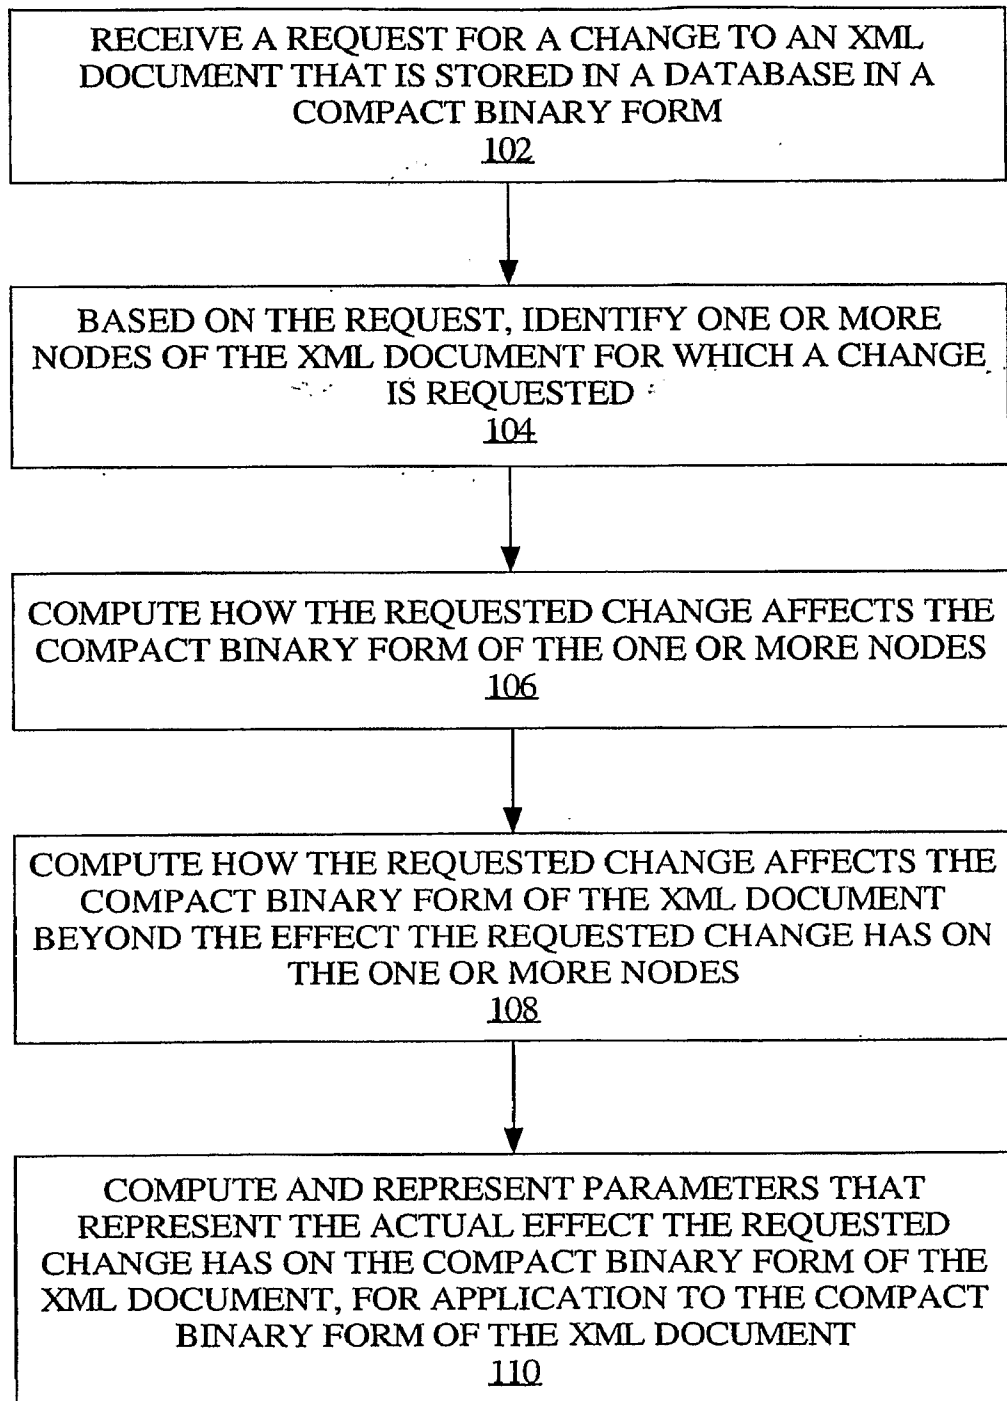 RECEIVE A REQUEST FOR A CHANGE TO AN XML
DOCUMENT THAT IS STORED IN A DATABASE IN A
COMPACT BINARY FORM
102
BASED ON THE REQUEST, IDENTIFY ONE OR MORE
NODES OF THE XML DOCUMENT FOR WHICH A CHANGE
IS REQUESTED
104
COMPUTE HOW THE REQUESTED CHANGE AFFECTS THE
COMPACT BINARY FORM OF THE ONE OR MORE NODES
106
COMPUTE HOW THE REQUESTED CHANGE AFFECTS THE
COMPACT BINARY FORM OF THE XML DOCUMENT
BEYOND THE EFFECT THE REQUESTED CHANGE HAS ON
THE ONE OR MORE NODES
108
COMPUTE AND REPRESENT PARAMETERS THAT
REPRESENT THE ACTUAL EFFECT THE REQUESTED
CHANGE HAS ON THE COMPACT BINARY FORM OF THE
XML DOCUMENT, FOR APPLICATION TO THE COMPACT
BINARY FORM OF THE XML DOCUMENT
110